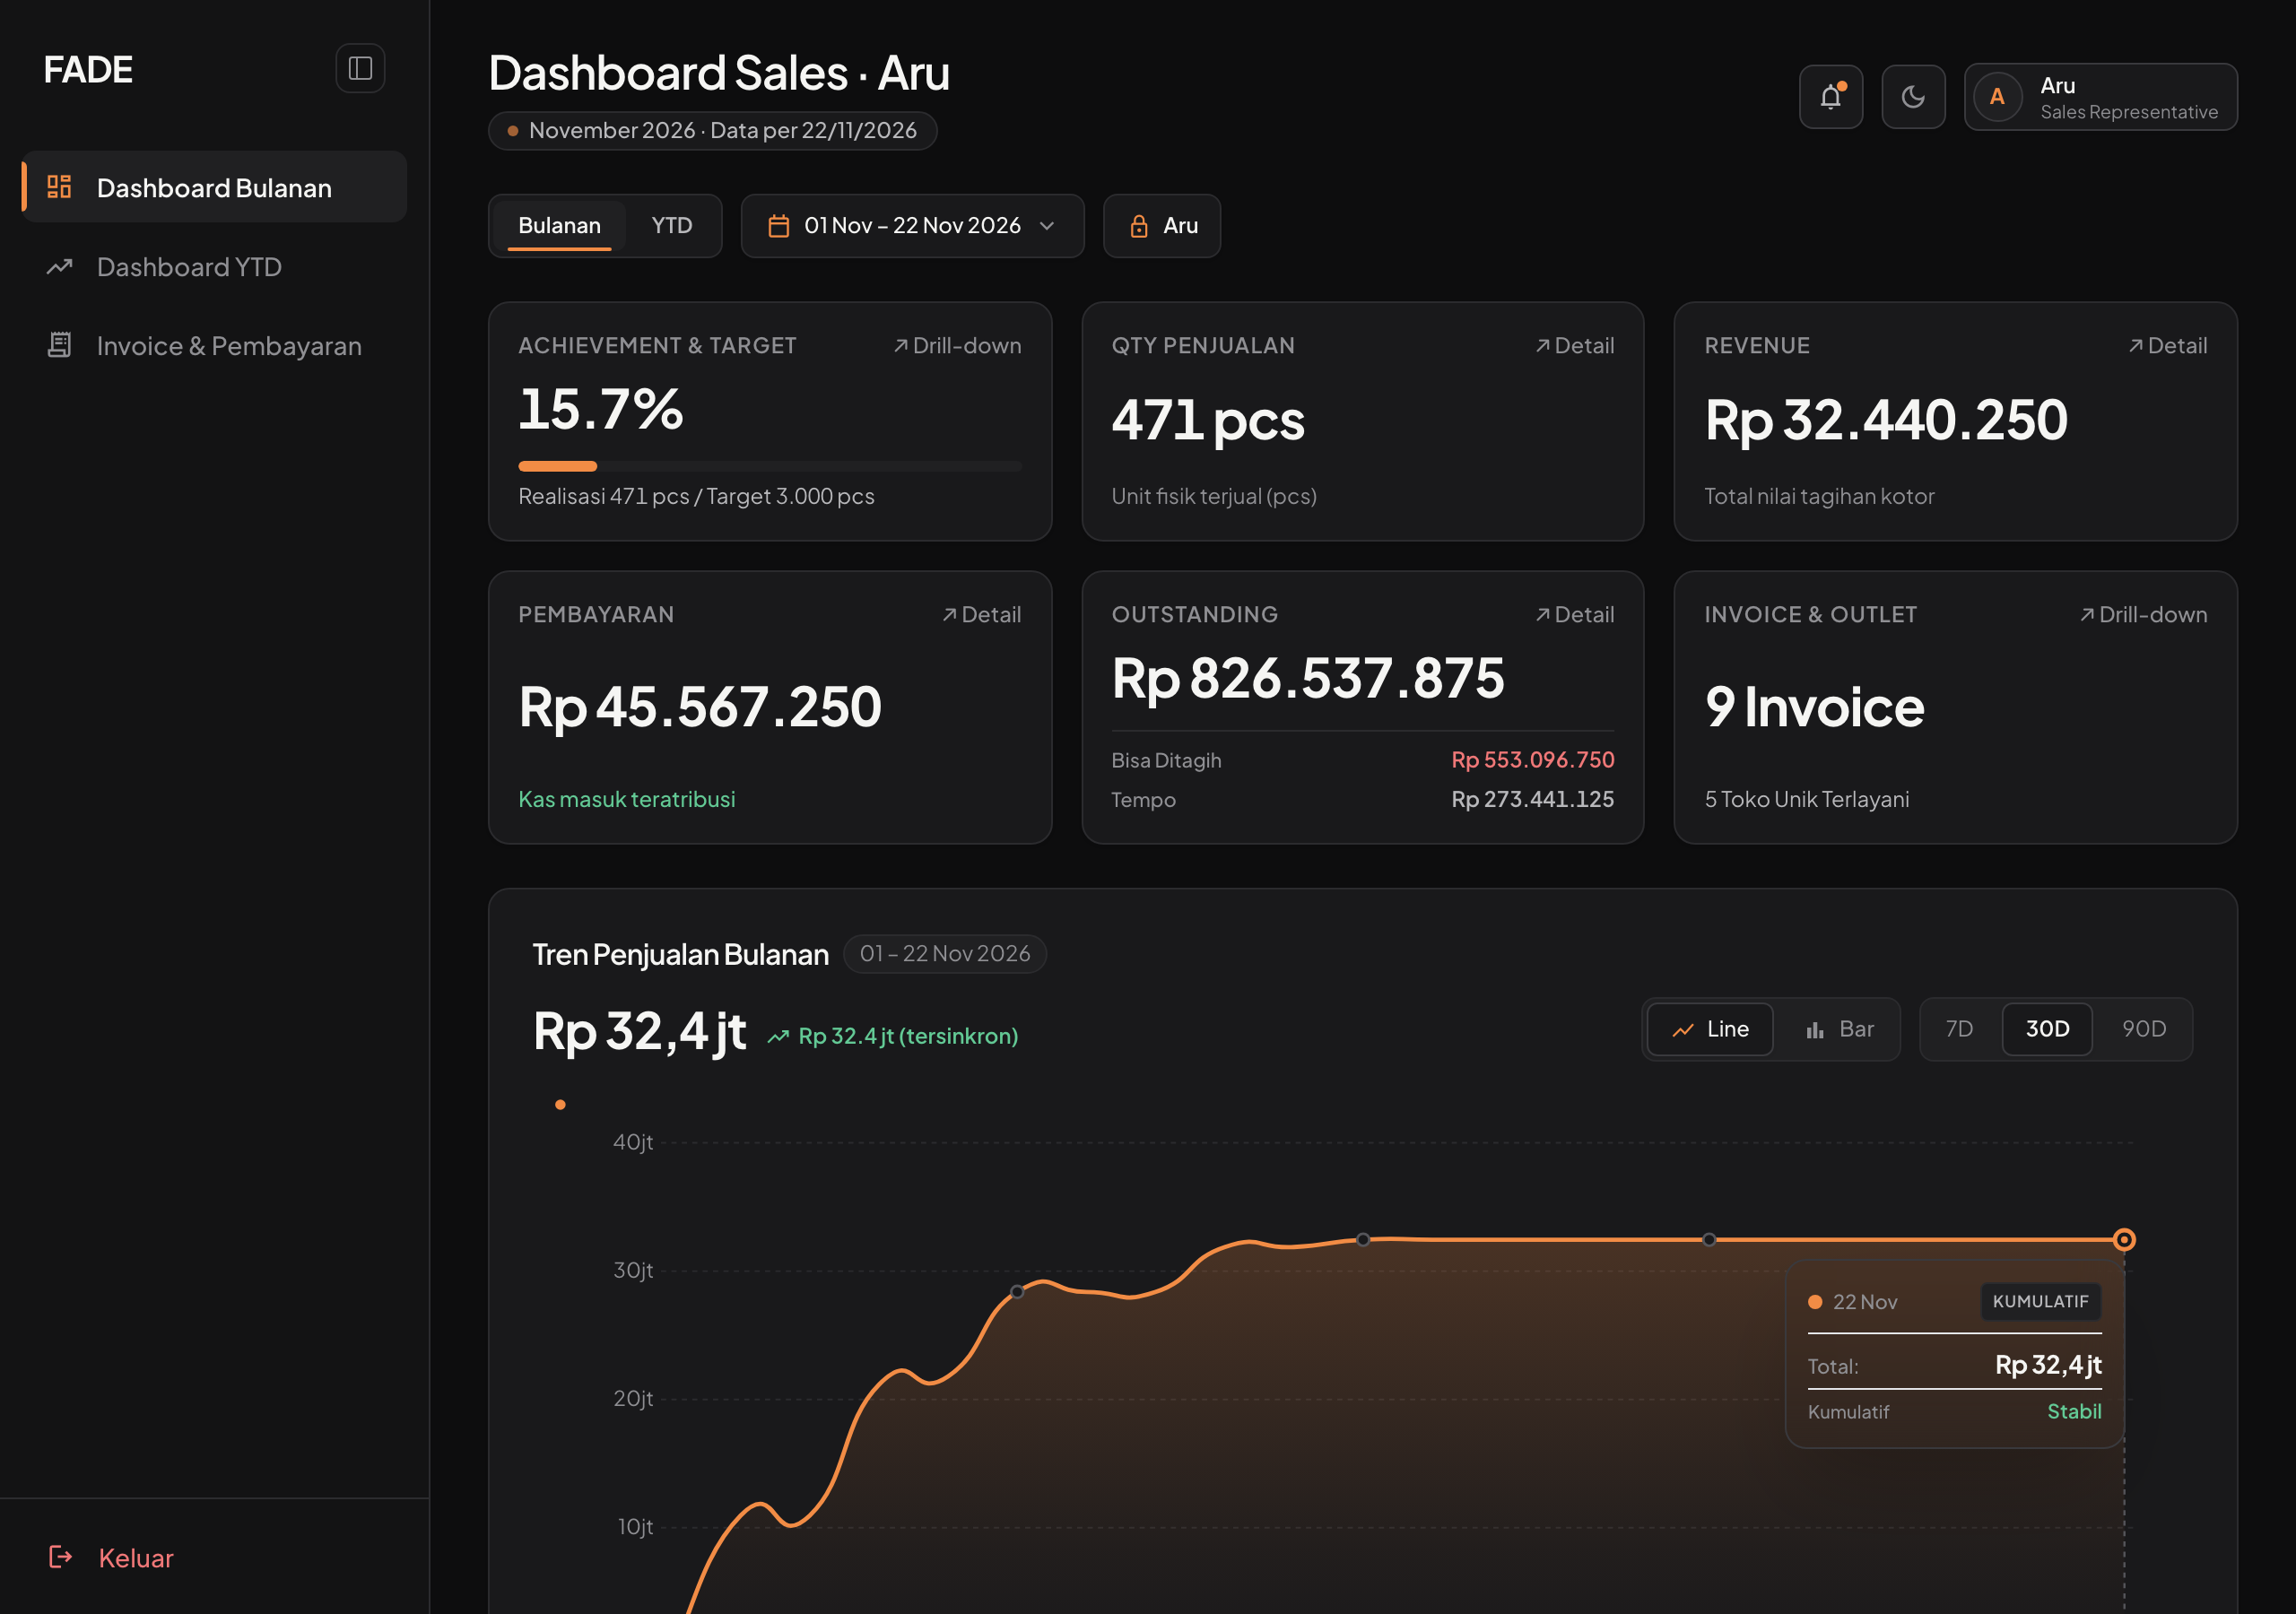 FADE
Dashboard Bulanan
Dashboard YTD
Invoice & Pembayaran
Keluar
Dashboard Sales · Aru
November 2026 · Data per 22/11/2026
A
Aru
Sales Representative
Bulanan
YTD
01 Nov – 22 Nov 2026
Aru
ACHIEVEMENT & TARGET
Drill-down
15.7%
Realisasi 471 pcs / Target 3.000 pcs
QTY PENJUALAN
Detail
471 pcs
Unit fisik terjual (pcs)
REVENUE
Detail
Rp 32.440.250
Total nilai tagihan kotor
PEMBAYARAN
Detail
Rp 45.567.250
Kas masuk teratribusi
OUTSTANDING
Detail
Rp 826.537.875
Bisa Ditagih Rp 553.096.750
Tempo Rp 273.441.125
INVOICE & OUTLET
Drill-down
9 Invoice
5 Toko Unik Terlayani
Tren Penjualan Bulanan
01 – 22 Nov 2026
Rp 32,4 jt
Rp 32.4 jt (tersinkron)
Line
Bar
7D
30D
90D
40jt
30jt
20jt
10jt
22 Nov
KUMULATIF
Total: Rp 32,4 jt
Kumulatif Stabil